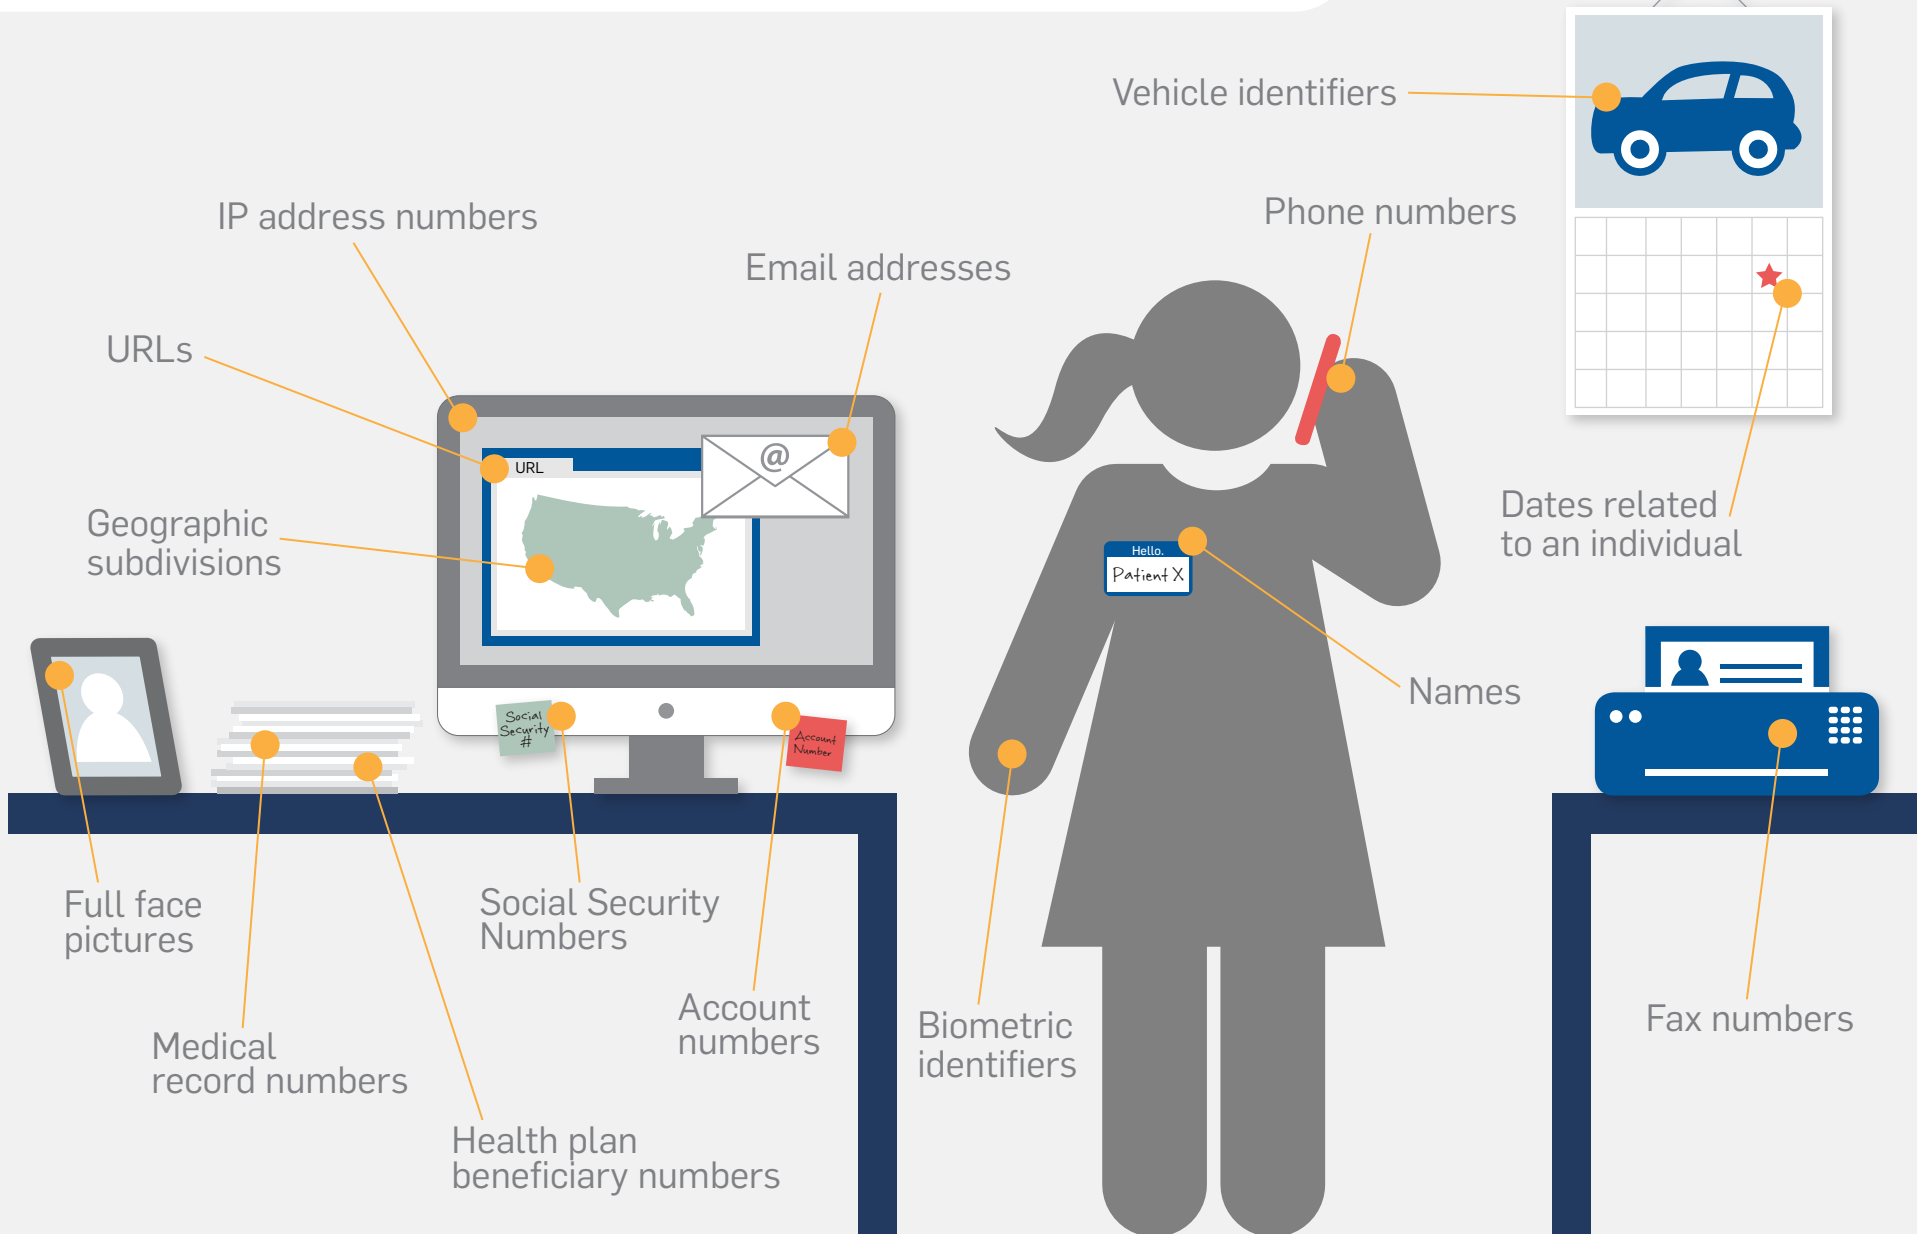 Vehicle identifiers
IP address numbers
Phone numbers
Email addresses
URLs
URL
@
Geographic
subdivisions
Dates related
to an individual
Hello.
Patient X
Names
Social
Security
#
Account
Number
Full face
pictures
Social Security
Numbers
Medical
record numbers
Account
numbers
Biometric
identifiers
Fax numbers
Health plan
beneficiary numbers